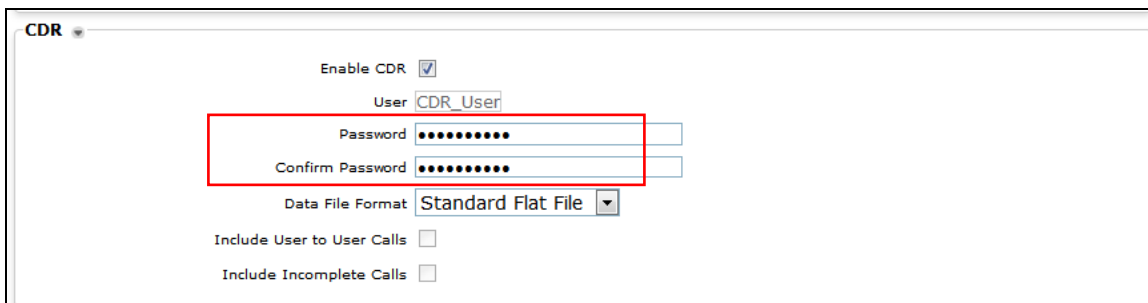 CDR
Enable CDR
User CDR_User
Password ••••••••••
Confirm Password ••••••••••
Data File Format Standard Flat File
Include User to User Calls
Include Incomplete Calls